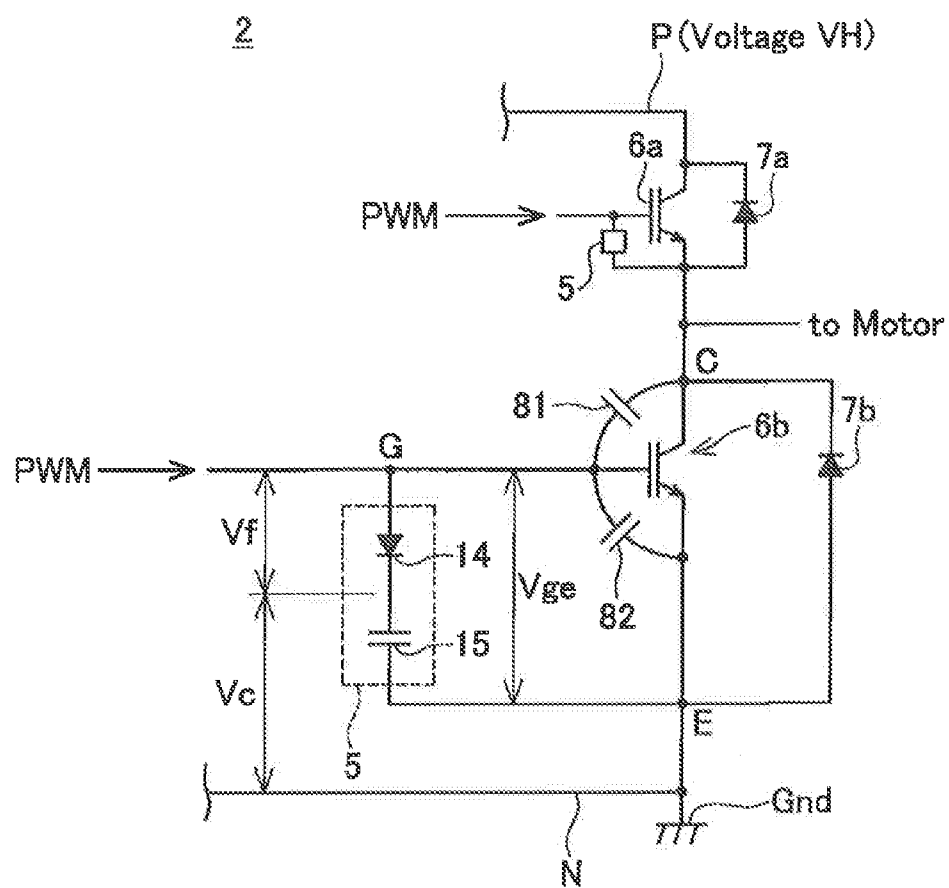 2
P (Voltage VH)
6a
7a
PWM
5
to Motor
C
81
7b
6b
G
PWM
Vf
14
Vge
82
15
Vc
E
5
Gnd
N